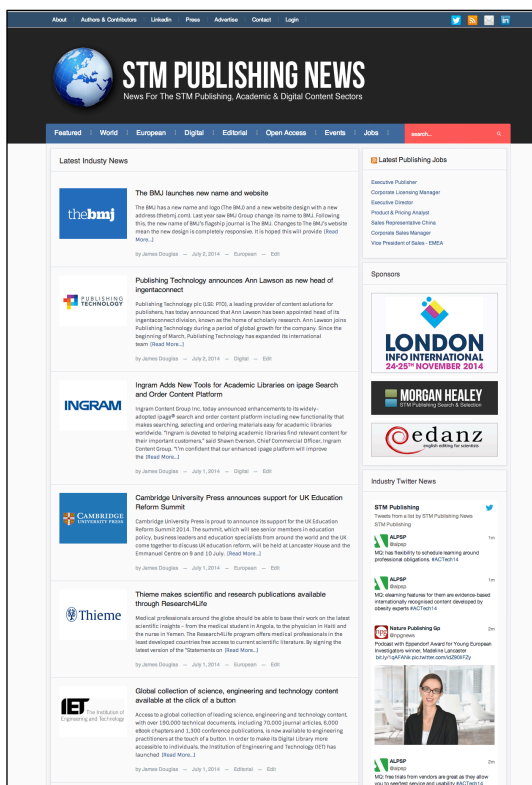 About Authors & Contributors Linkedin Press Advertise Contact Login
STM PUBLISHING NEWS
News For The STM Publishing, Academic & Digital Content Sectors
Featured World European Digital Editorial Open Access Events Jobs search...
Latest Industy News
the bmj
The BMJ launches new name and website
The BMJ has a new name and logo (The BMJ) and a new website design with a new
address (thebmj.com). Last year saw BMJ Group change its name to BMJ. Following
this, the new name of BMJ's flagship journal is The BMJ. Changes to The BMJ's website
mean the new design is completely responsive. It is hoped this will provide [Read
More...]
by James Douglas — July 2, 2014 — European — Edit
PUBLISHING
TECHNOLOGY
Publishing Technology announces Ann Lawson as new head of
ingentaconnect
Publishing Technology plc (LSE: PTO), a leading provider of content solutions for
publishers, has today announced that Ann Lawson has been appointed head of its
ingentaconnect division, known as the home of scholarly research. Ann Lawson joins
Publishing Technology during a period of global growth for the company. Since the
beginning of March, Publishing Technology has expanded its international
team [Read More...]
by James Douglas — July 2, 2014 — Digital — Edit
INGRAM
Ingram Adds New Tools for Academic Libraries on ipage Search
and Order Content Platform
Ingram Content Group Inc. today announced enhancements to its widely-
adopted ipage® search and order content platform including new functionality that
makes searching, selecting and ordering materials easy for academic libraries
worldwide. "Ingram is devoted to helping academic libraries find relevant content for
their important customers," said Shawn Everson, Chief Commercial Officer, Ingram
Content Group. "I'm confident that our enhanced ipage platform will improve
the [Read More...]
by James Douglas — July 1, 2014 — Digital — Edit
CAMBRIDGE
UNIVERSITY PRESS
Cambridge University Press announces support for UK Education
Reform Summit
Cambridge University Press is proud to announce its support for the UK Education
Reform Summit 2014. The summit, which will see senior members in education
policy, business leaders and education specialists from around the world and the UK
come together to discuss UK education reform, will be held at Lancaster House and the
Emmanuel Centre on 9 and 10 July. [Read More...]
by James Douglas — July 1, 2014 — European — Edit
Thieme
Thieme makes scientific and research publications available
through Research4Life
Medical professionals around the globe should be able to base their work on the latest
scientific insights – from the medical student in Angola, to the physician in Haiti and
the nurse in Yemen. The Research4Life program offers medical professionals in the
least developed countries free access to current scientific literature. By signing the
latest version of the "Statements on [Read More...]
by James Douglas — July 1, 2014 — European — Edit
IET The Institution of
Engineering and Technology
Global collection of science, engineering and technology content
available at the click of a button
Access to a global collection of leading science, engineering and technology content,
with over 190,000 technical documents, including 70,000 journal articles, 6,000
eBook chapters and 1,300 conference publications, is now available to engineering
practitioners at the touch of a button. In order to make its Digital Library more
accessible to individuals, the Institution of Engineering and Technology (IET) has
launched [Read More...]
by James Douglas — July 1, 2014 — Editorial — Edit
Latest Publishing Jobs
Executive Publisher
Corporate Licensing Manager
Executive Director
Product & Pricing Analyst
Sales Representative China
Corporate Sales Manager
Vice President of Sales - EMEA
Sponsors
LONDON
INFO INTERNATIONAL
24-25TH NOVEMBER 2014
MORGAN HEALEY
STM Publishing Search & Selection
edanz
english editing for scientists
Industry Twitter News
STM Publishing
Tweets from a list by STM Publishing News
STM Publishing
ALPSP 1m
@alpsp
MQ: has flexibility to schedule learning around
professional obligations. #ACTech14
ALPSP 1m
@alpsp
MQ: elearning features for them are evidence-based
internationally recognised content developed by
obesity experts #ACTech14
npg
Nature Publishing Gp 2m
@npgnews
Podcast with Eppendorf Award for Young European
Investigators winner, Madeline Lancaster
ALPSP 2m
@alpsp
MQ: free trials from vendors are great as they allow
you to see/test service and usability #ACTech14